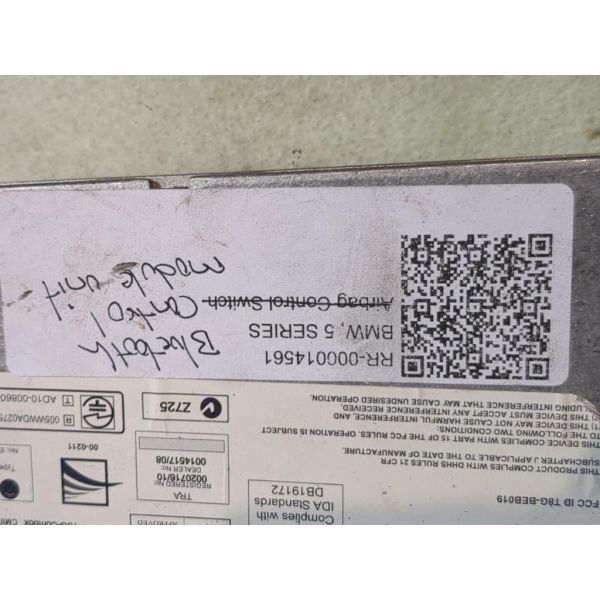 RR-000014561
BMW, 5 SERIES
Airbag Control Switch
Bluetooth
Control
module unit
FCC ID T8G-BEB019
THIS PRODUCT COMPLIES WITH DHHS RULES 21 CFR
SUBCHAPTER J APPLICABLE AT THE DATE OF MANUFACTURE.
THIS DEVICE COMPLIES WITH PART 15 OF THE FCC RULES. OPERATION IS SUBJECT
TO THE FOLLOWING TWO CONDITIONS:
(1) THIS DEVICE MAY NOT CAUSE HARMFUL INTERFERENCE, AND
(2) THIS DEVICE MUST ACCEPT ANY INTERFERENCE RECEIVED,
INCLUDING INTERFERENCE THAT MAY CAUSE UNDESIRED OPERATION.
Complies with
IDA Standards
DB19172
Z725
TRA
REGISTERED No:
0020716/10
DEALER No:
0014517/08
00-0211
APPROVED